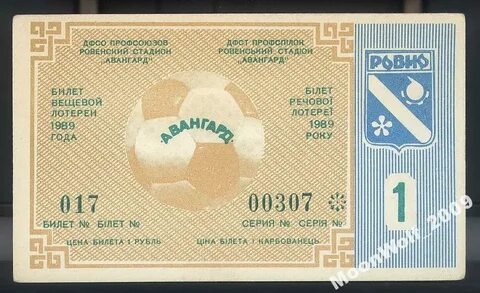 ДФСО ПРОФСОЮЗОВ
РОВЕНСКИЙ СТАДИОН
"АВАНГАРД"
ДФСТ ПРОФСПІЛОК
РОВЕНСЬКИЙ СТАДІОН
„АВАНГАРД"
БИЛЕТ
ВЕЩЕВОЙ
ЛОТЕРЕИ
1989
ГОДА
БІЛЕТ
РЕЧОВОЇ
ЛОТЕРЕЇ
1989
РОКУ
"АВАНГАРД"
017
БИЛЕТ № БІЛЕТ №
00307 ※
СЕРИЯ № СЕРІЯ №
ЦЕНА БИЛЕТА 1 РУБЛЬ
ЦІНА БІЛЕТА 1 КАРБОВАНЕЦЬ
РОВНО
1
MoonWolf_2009